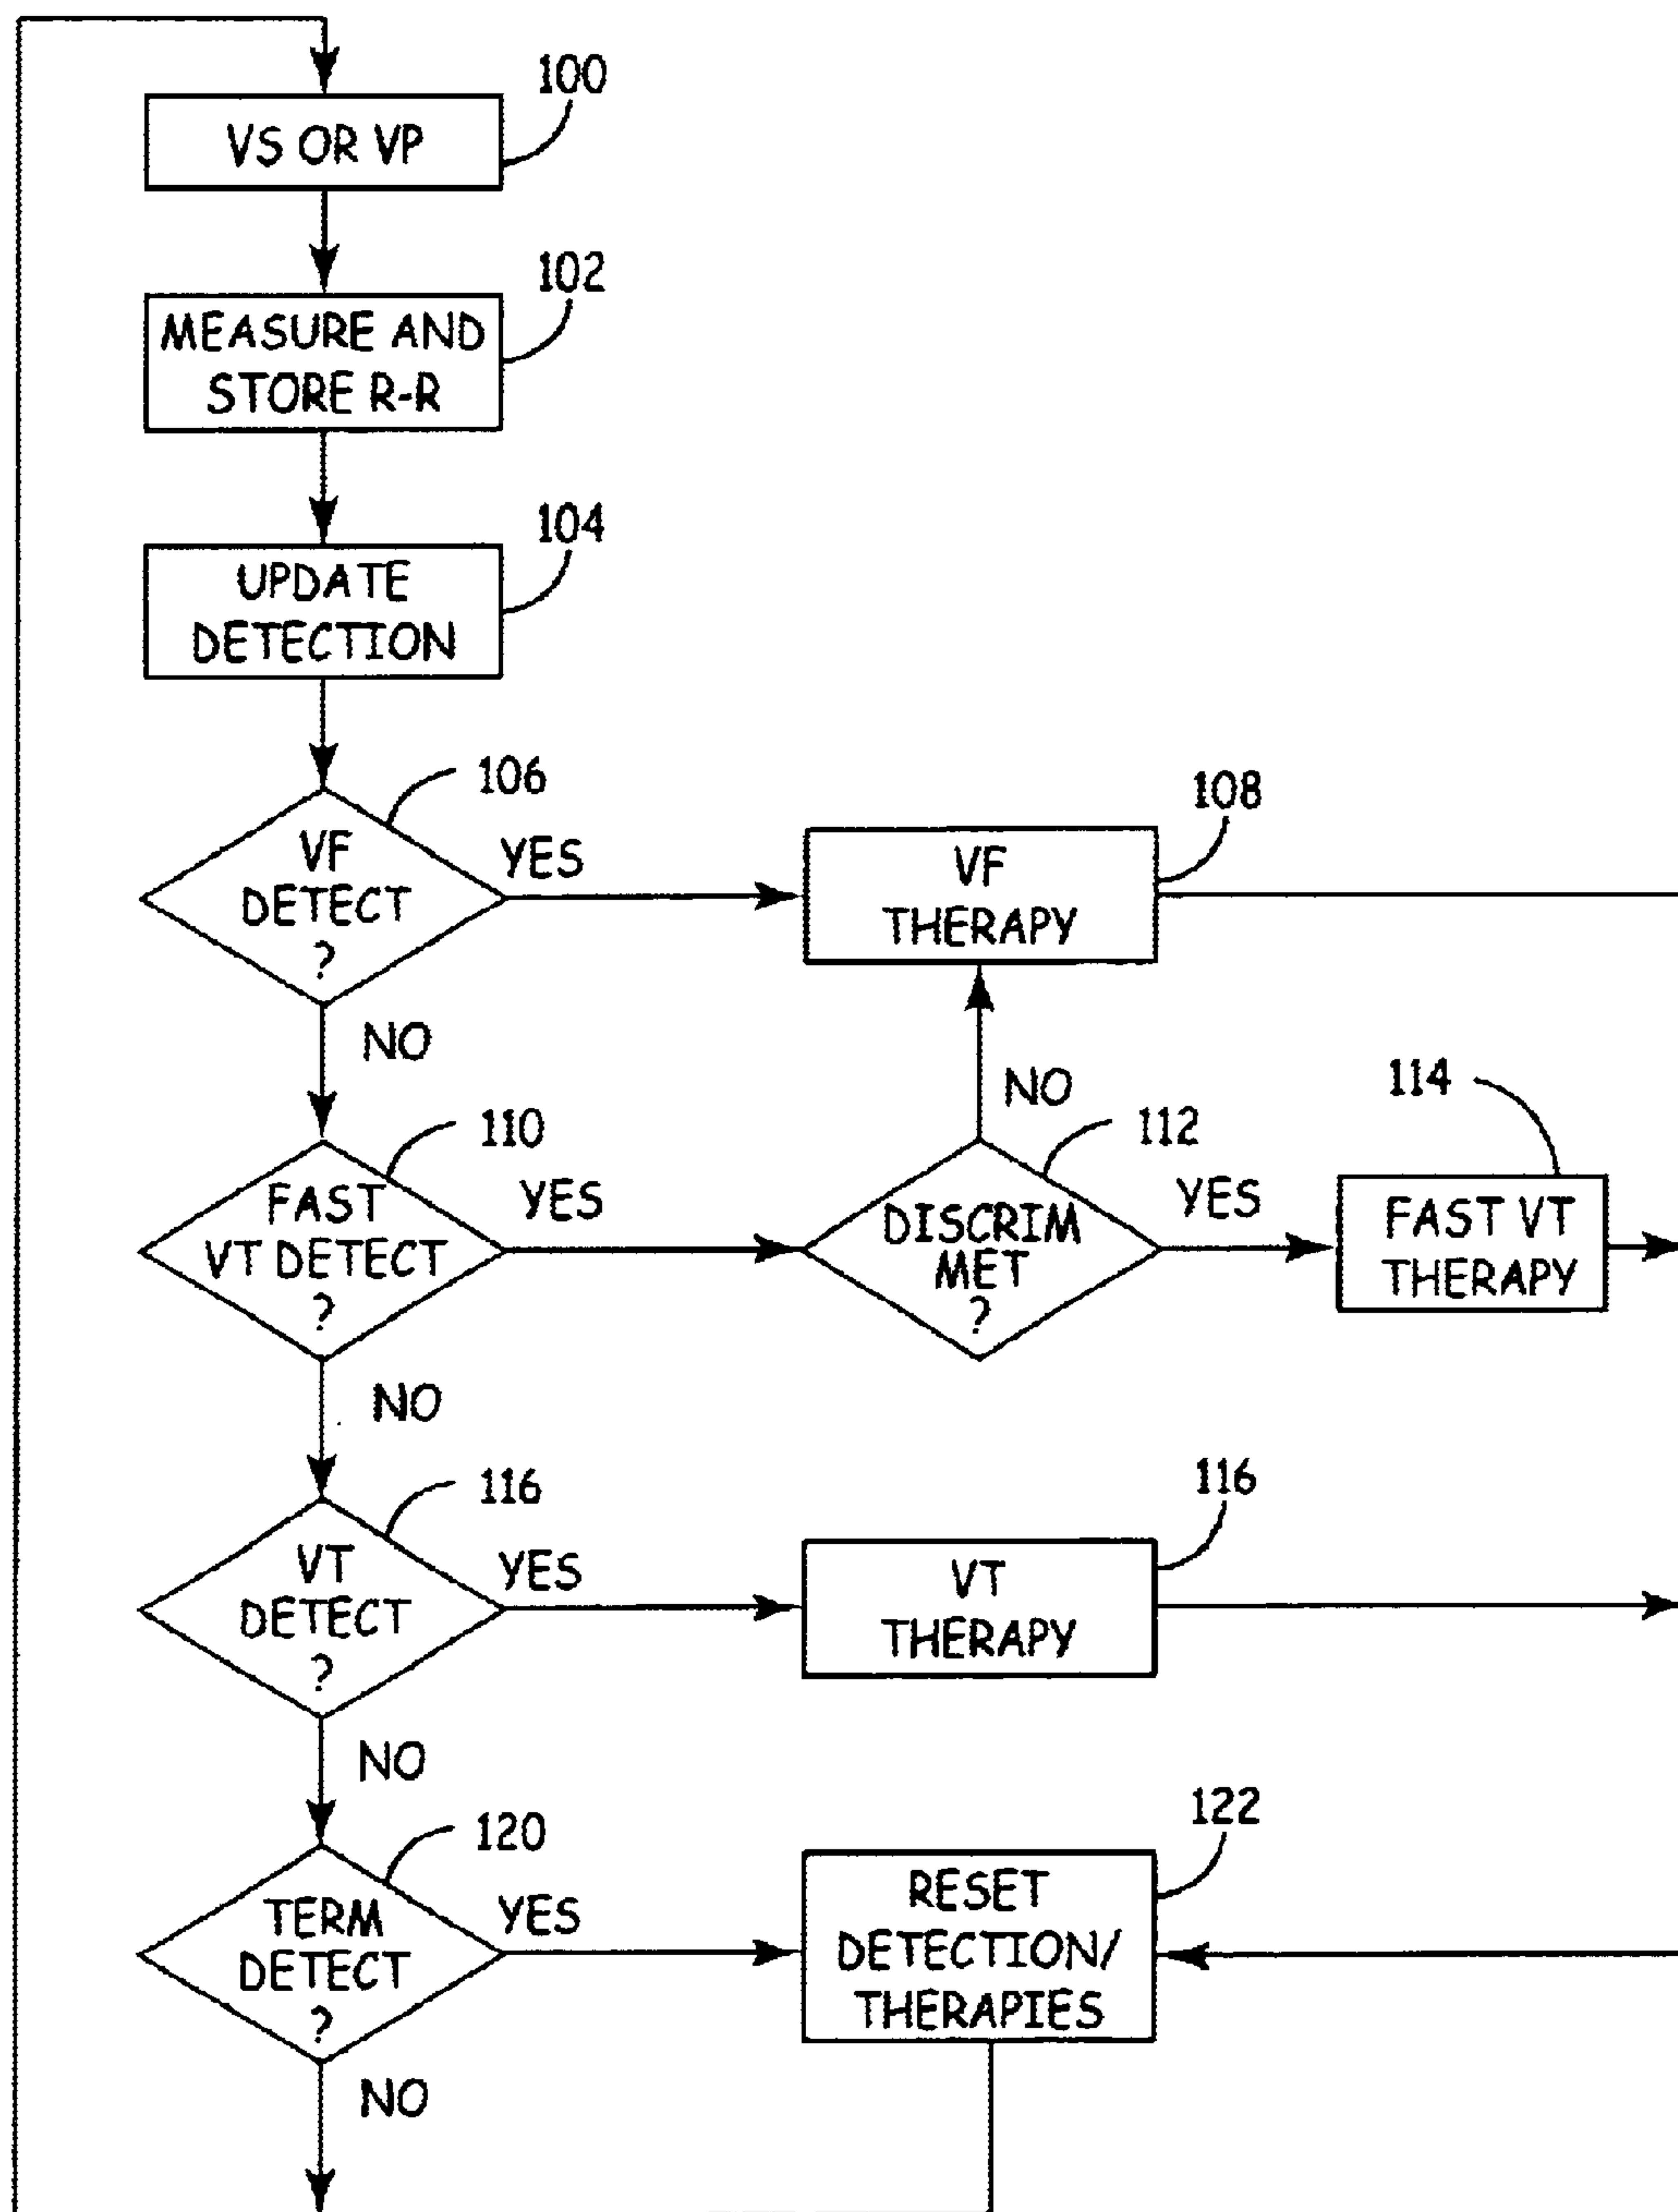 100
VS OR VP
102
MEASURE AND
STORE R-R
104
UPDATE
DETECTION
106
VF
DETECT
?
YES
108
VF
THERAPY
NO
110
FAST
VT DETECT
?
YES
NO
112
DISCRIM
MET
?
YES
114
FAST VT
THERAPY
NO
116
VT
DETECT
?
YES
116
VT
THERAPY
NO
120
TERM
DETECT
?
YES
122
RESET
DETECTION/
THERAPIES
NO